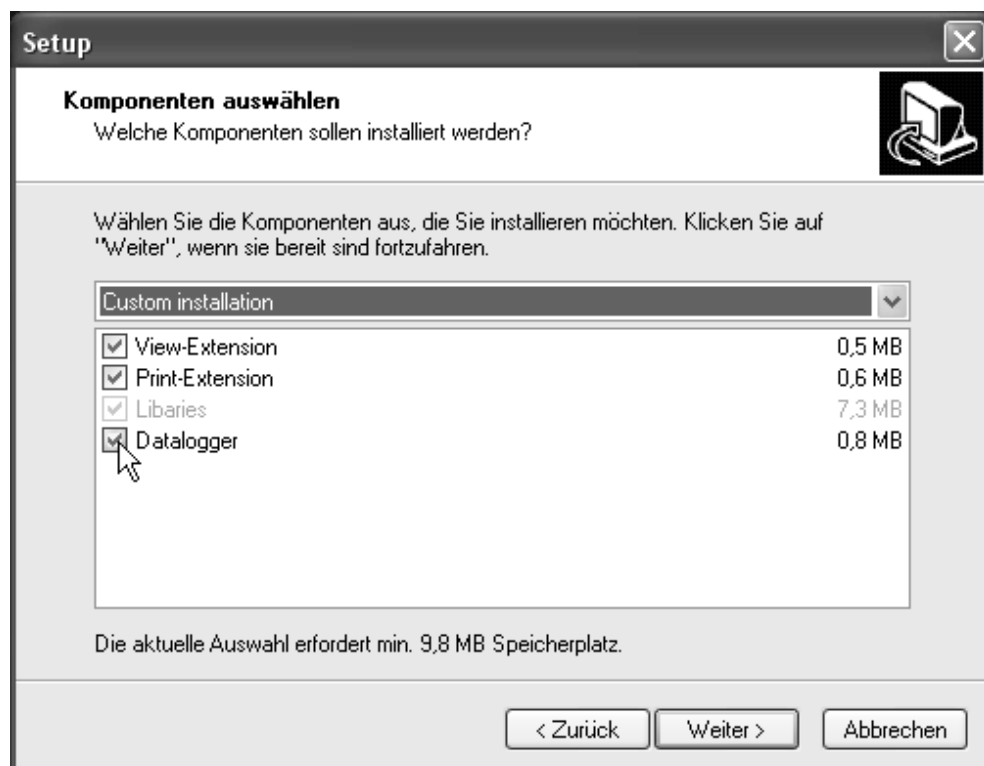 Setup
Komponenten auswählen
Welche Komponenten sollen installiert werden?
Wählen Sie die Komponenten aus, die Sie installieren möchten. Klicken Sie auf
"Weiter", wenn sie bereit sind fortzufahren.
Custom installation
View-Extension 0,5 MB
Print-Extension 0,6 MB
Libaries 7,3 MB
Datalogger 0,8 MB
Die aktuelle Auswahl erfordert min. 9,8 MB Speicherplatz.
< Zurück Weiter > Abbrechen